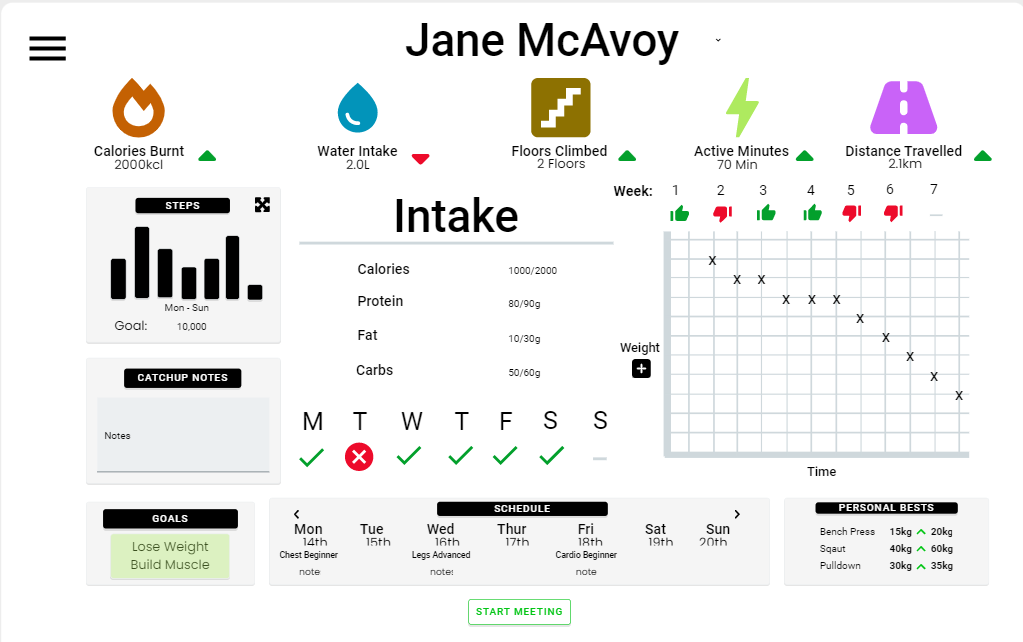 Jane McAvoy
Calories Burnt
2000kcl
Water Intake
2.0L
Floors Climbed
2 Floors
Active Minutes
70 Min
Distance Travelled
2.1km
STEPS
Mon - Sun
Goal: 10,000
CATCHUP NOTES
Notes
Intake
Calories 1000/2000
Protein 80/90g
Fat 10/30g
Carbs 50/60g
M T W T F S S
Week: 1 2 3 4 5 6 7
Weight
x
x x
x x x
x
x
x
x
x
Time
GOALS
Lose Weight
Build Muscle
SCHEDULE
Mon Tue Wed Thur Fri Sat Sun
14th 15th 16th 17th 18th 19th 20th
Chest Beginner Legs Advanced Cardio Beginner
note notes note
PERSONAL BESTS
Bench Press 15kg 20kg
Sqaut 40kg 60kg
Pulldown 30kg 35kg
START MEETING